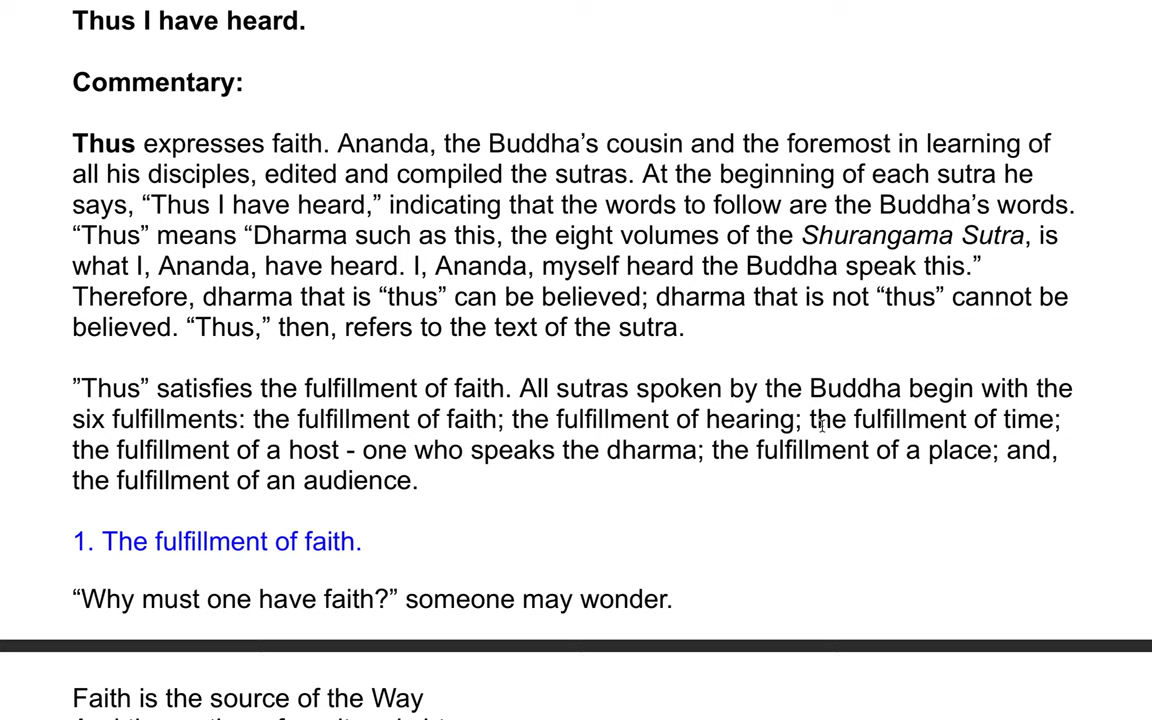 Thus I have heard.
Commentary:
Thus expresses faith. Ananda, the Buddha’s cousin and the foremost in learning of
all his disciples, edited and compiled the sutras. At the beginning of each sutra he
says, “Thus I have heard,” indicating that the words to follow are the Buddha’s words.
“Thus” means “Dharma such as this, the eight volumes of the Shurangama Sutra, is
what I, Ananda, have heard. I, Ananda, myself heard the Buddha speak this.”
Therefore, dharma that is “thus” can be believed; dharma that is not “thus” cannot be
believed. “Thus,” then, refers to the text of the sutra.
”Thus” satisfies the fulfillment of faith. All sutras spoken by the Buddha begin with the
six fulfillments: the fulfillment of faith; the fulfillment of hearing; the fulfillment of time;
the fulfillment of a host - one who speaks the dharma; the fulfillment of a place; and,
the fulfillment of an audience.
1. The fulfillment of faith.
“Why must one have faith?” someone may wonder.
Faith is the source of the Way